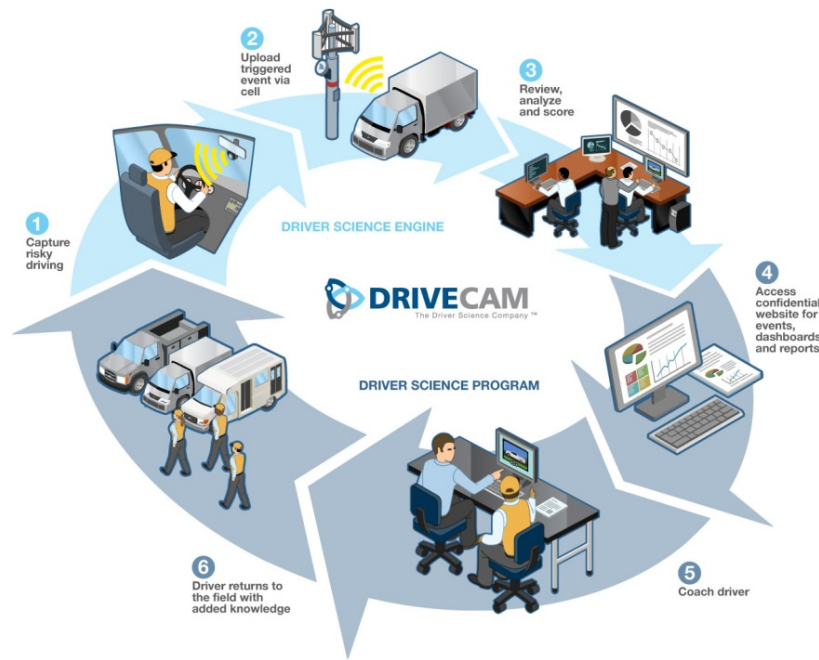 1
Capture
risky
driving
2
Upload
triggered
event via
cell
3
Review,
analyze
and score
DRIVER SCIENCE ENGINE
DRIVECAM
The Driver Science Company ™
4
Access
confidential
website for
events,
dashboards
and reports
DRIVER SCIENCE PROGRAM
5
Coach driver
6
Driver returns to
the field with
added knowledge